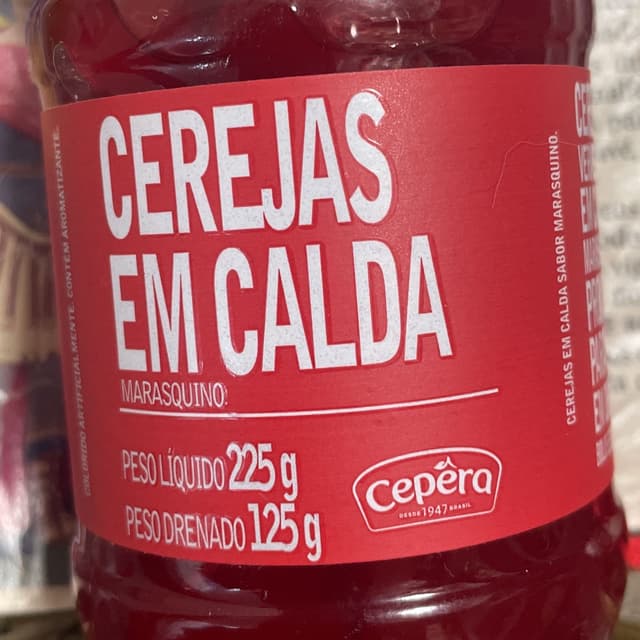 CEREJAS
EM CALDA
MARASQUINO.
PESO LÍQUIDO 225 g
PESO DRENADO 125 g
Cepêra
DESDE 1947 BRASIL
COLORIDO ARTIFICIALMENTE. CONTÉM AROMATIZANTE.
CEREJAS EM CALDA SABOR MARASQUINO.